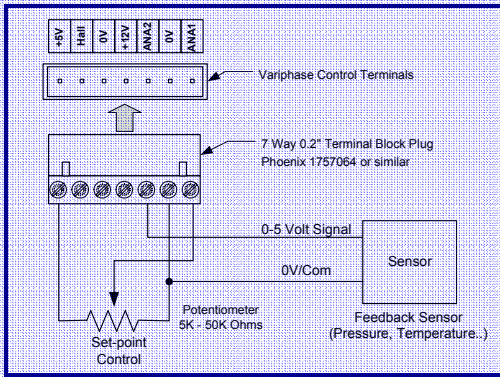 +5V
Hall
0V
+12V
ANA2
0V
ANA1
Variphase Control Terminals
7 Way 0.2" Terminal Block Plug
Phoenix 1757064 or similar
0-5 Volt Signal
Sensor
0V/Com
Potentiometer
5K - 50K Ohms
Set-point
Control
Feedback Sensor
(Pressure, Temperature..)